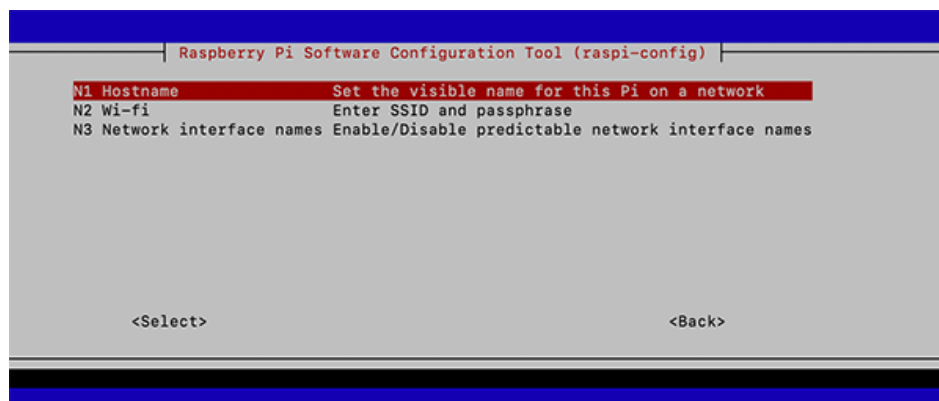 Raspberry Pi Software Configuration Tool (raspi-config)
N1 Hostname Set the visible name for this Pi on a network
N2 Wi-fi Enter SSID and passphrase
N3 Network interface names Enable/Disable predictable network interface names
<Select> <Back>